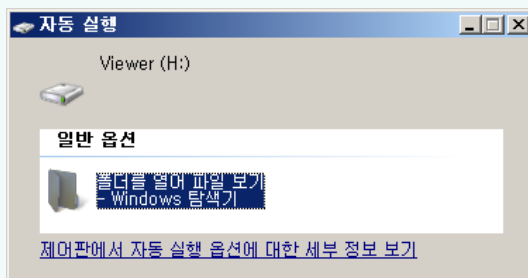 자동 실행
Viewer (H:)
일반 옵션
폴더를 열어 파일 보기
- Windows 탐색기
제어판에서 자동 실행 옵션에 대한 세부 정보 보기